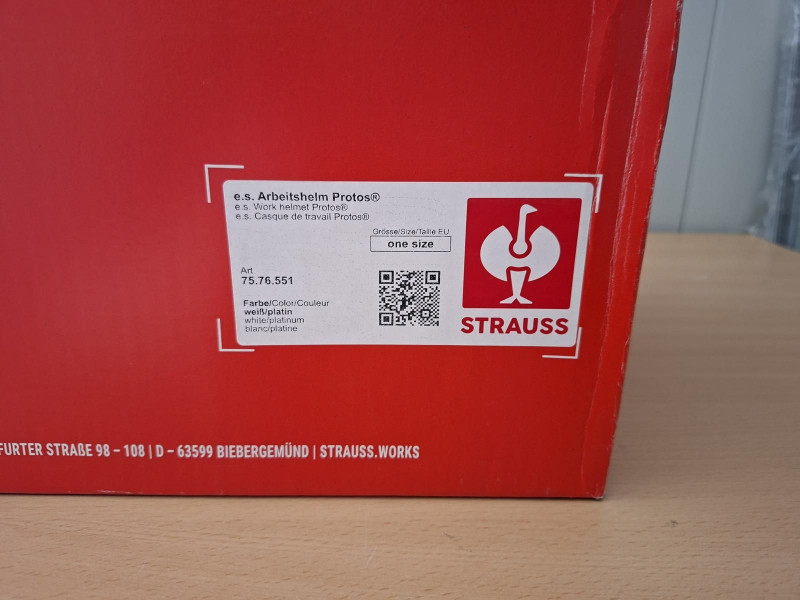 e.s. Arbeitshelm Protos®
e.s. Work helmet Protos®
e.s. Casque de travail Protos®
Grösse/Size/Taille EU
one size
Art
75.76.551
Farbe/Color/Couleur
weiß/platin
white/platinum
blanc/platine
STRAUSS
FURTER STRAßE 98 – 108 | D – 63599 BIEBERGEMÜND | STRAUSS.WORKS